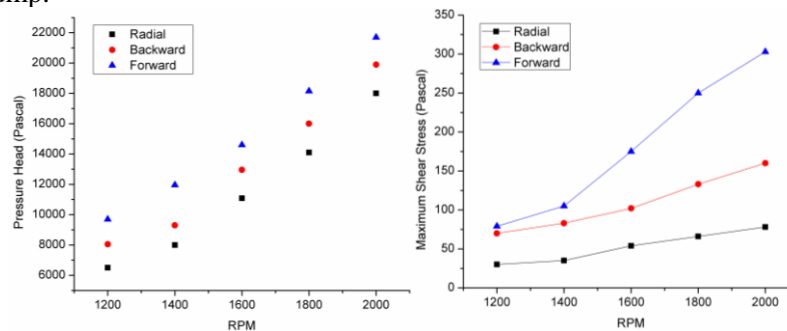 Radial
Backward
Forward
22000
20000
18000
16000
14000
12000
10000
8000
6000
Pressure Head (Pascal)
1200 1400 1600 1800 2000
RPM
Radial
Backward
Forward
350
300
250
200
150
100
50
0
Maximum Shear Stress (Pascal)
1200 1400 1600 1800 2000
RPM